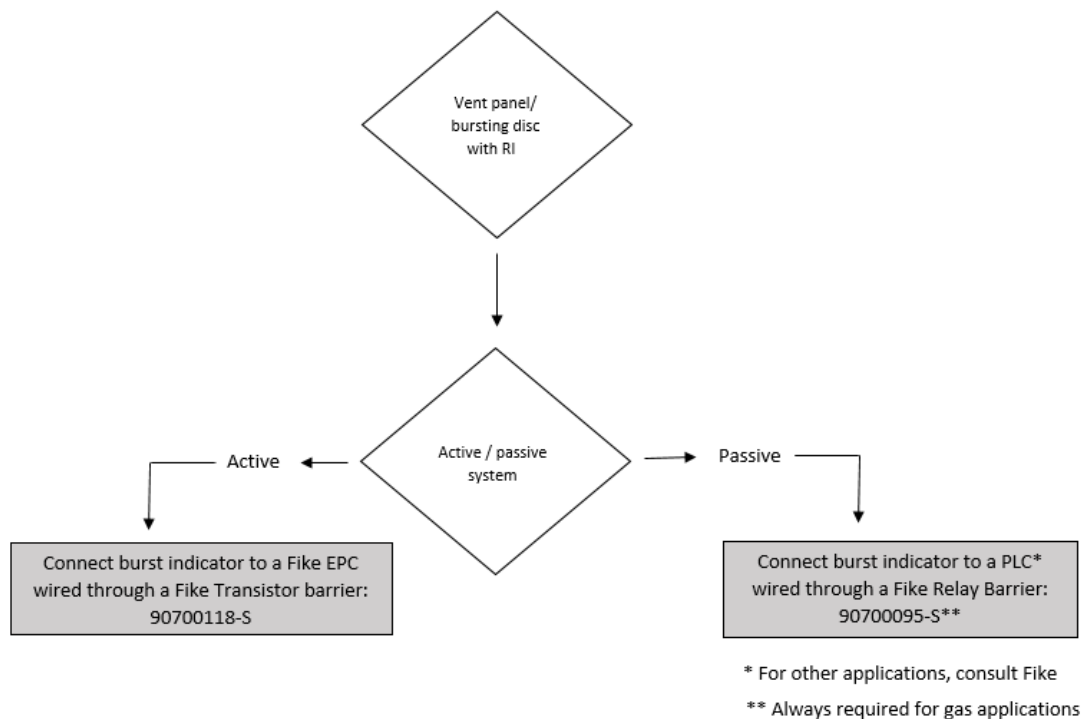 Vent panel/
bursting disc
with RI
Active / passive
system
Active
Passive
Connect burst indicator to a Fike EPC
wired through a Fike Transistor barrier:
90700118-S
Connect burst indicator to a PLC*
wired through a Fike Relay Barrier:
90700095-S**
* For other applications, consult Fike
** Always required for gas applications